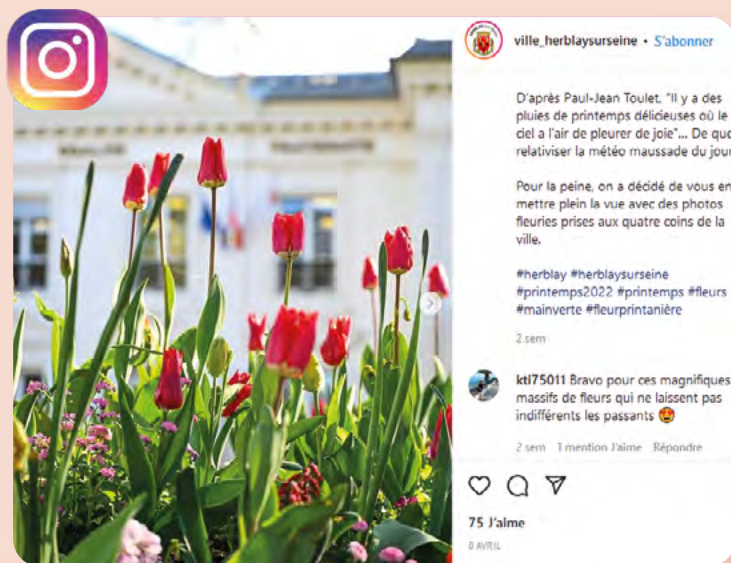 ville_herblaysurseine • S'abonner
D'après Paul-Jean Toulet, "Il y a des
pluies de printemps délicieuses où le
ciel a l'air de pleurer de joie"... De quo
relativiser la météo maussade du jour
Pour la peine, on a décidé de vous en
mettre plein la vue avec des photos
fleuries prises aux quatre coins de la
ville.
#herblay #herblaysurseine
#printemps2022 #printemps #fleurs
#mainverte #fleurprintanière
2 sem
kti75011 Bravo pour ces magnifiques
massifs de fleurs qui ne laissent pas
indifférents les passants 🤩
2 sem 1 mention J'aime Répondre
75 J'aime
AVRIL